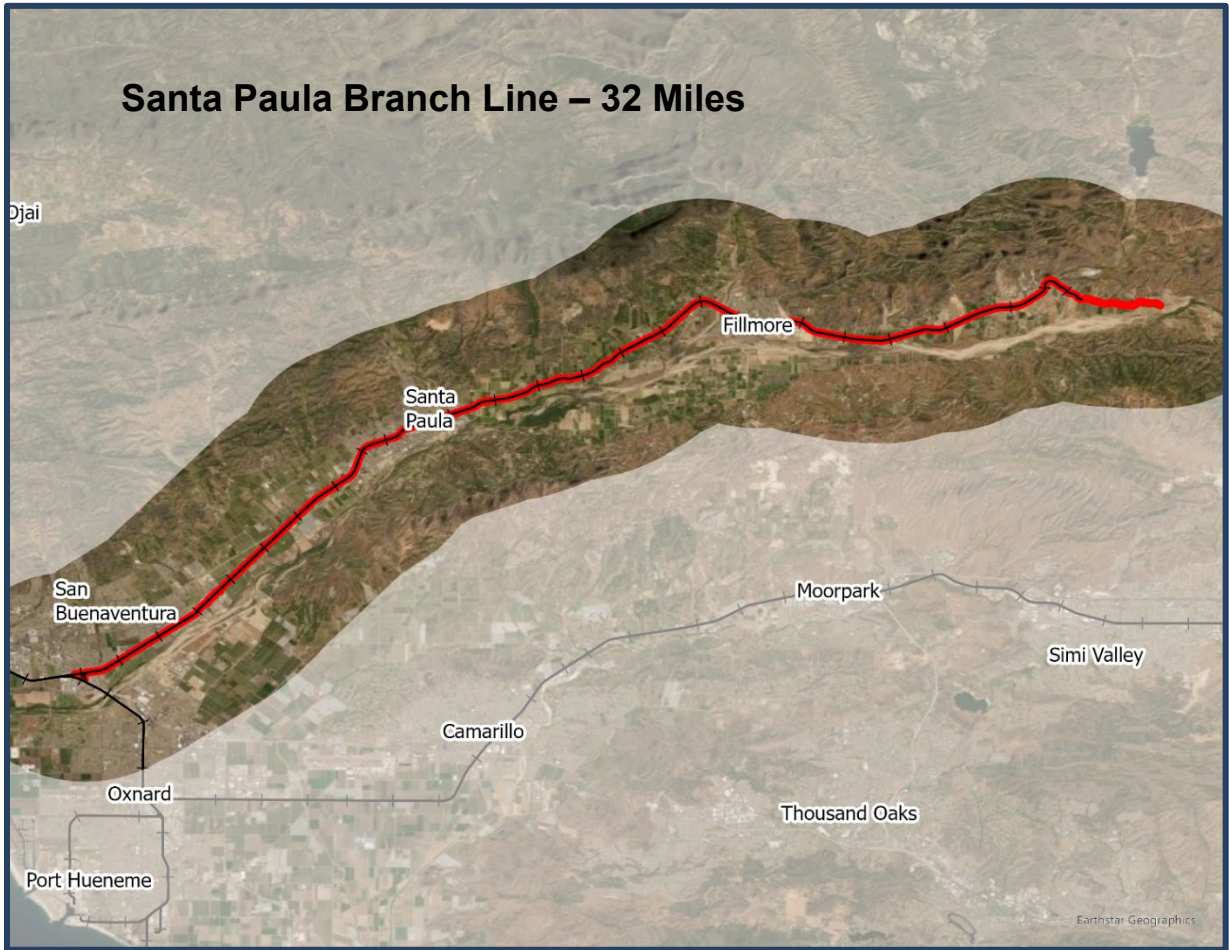 Santa Paula Branch Line – 32 Miles
Ojai
Fillmore
Santa
Paula
San
Buenaventura
Moorpark
Simi Valley
Camarillo
Oxnard
Thousand Oaks
Port Hueneme
Earthstar Geographics